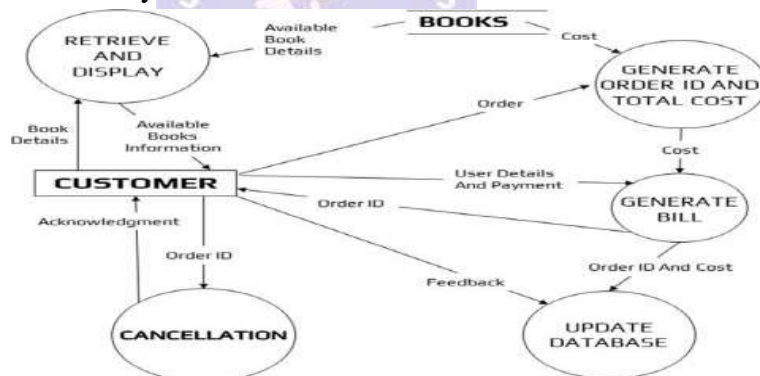 RETRIEVE
AND
DISPLAY
Available
Book
Details
BOOKS
Cost
GENERATE
ORDER ID AND
TOTAL COST
Order
Book
Details
Available
Books
Information
Cost
CUSTOMER
User Details
And Payment
GENERATE
BILL
Order ID
Acknowledgment
Order ID
Order ID And Cost
Feedback
CANCELLATION
UPDATE
DATABASE